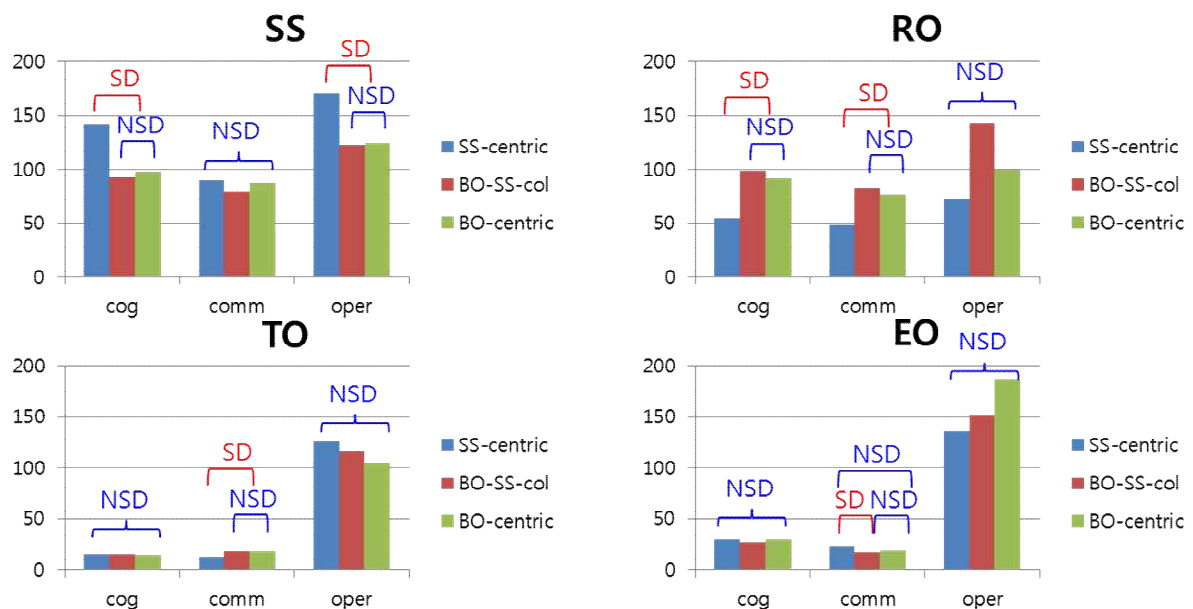 SS
200
150
100
50
0
SD
NSD
NSD
SD
NSD
cog
comm
oper
SS-centric
BO-SS-col
BO-centric
RO
200
150
100
50
0
SD
NSD
SD
NSD
NSD
cog
comm
oper
SS-centric
BO-SS-col
BO-centric
TO
200
150
100
50
0
NSD
SD
NSD
NSD
cog
comm
oper
SS-centric
BO-SS-col
BO-centric
EO
200
150
100
50
0
NSD
NSD
SD
NSD
NSD
cog
comm
oper
SS-centric
BO-SS-col
BO-centric